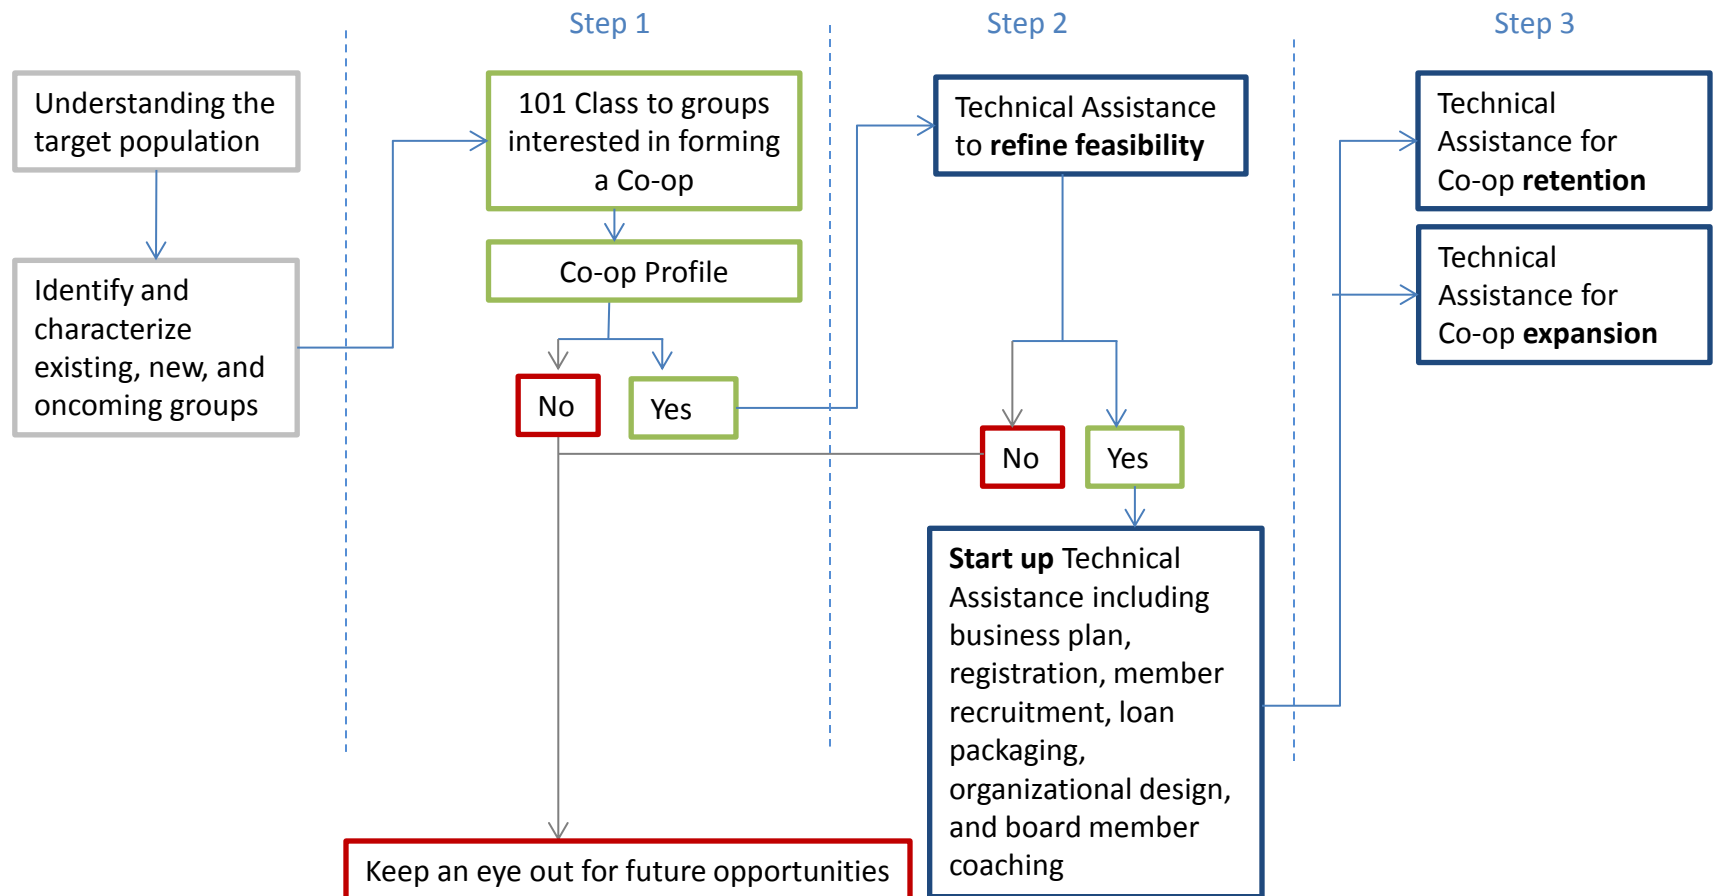 Step 1
Step 2
Step 3
Understanding the
target population
Identify and
characterize
existing, new, and
oncoming groups
101 Class to groups
interested in forming
a Co-op
Co-op Profile
No
Yes
Technical Assistance
to refine feasibility
No
Yes
Start up Technical
Assistance including
business plan,
registration, member
recruitment, loan
packaging,
organizational design,
and board member
coaching
Technical
Assistance for
Co-op retention
Technical
Assistance for
Co-op expansion
Keep an eye out for future opportunities